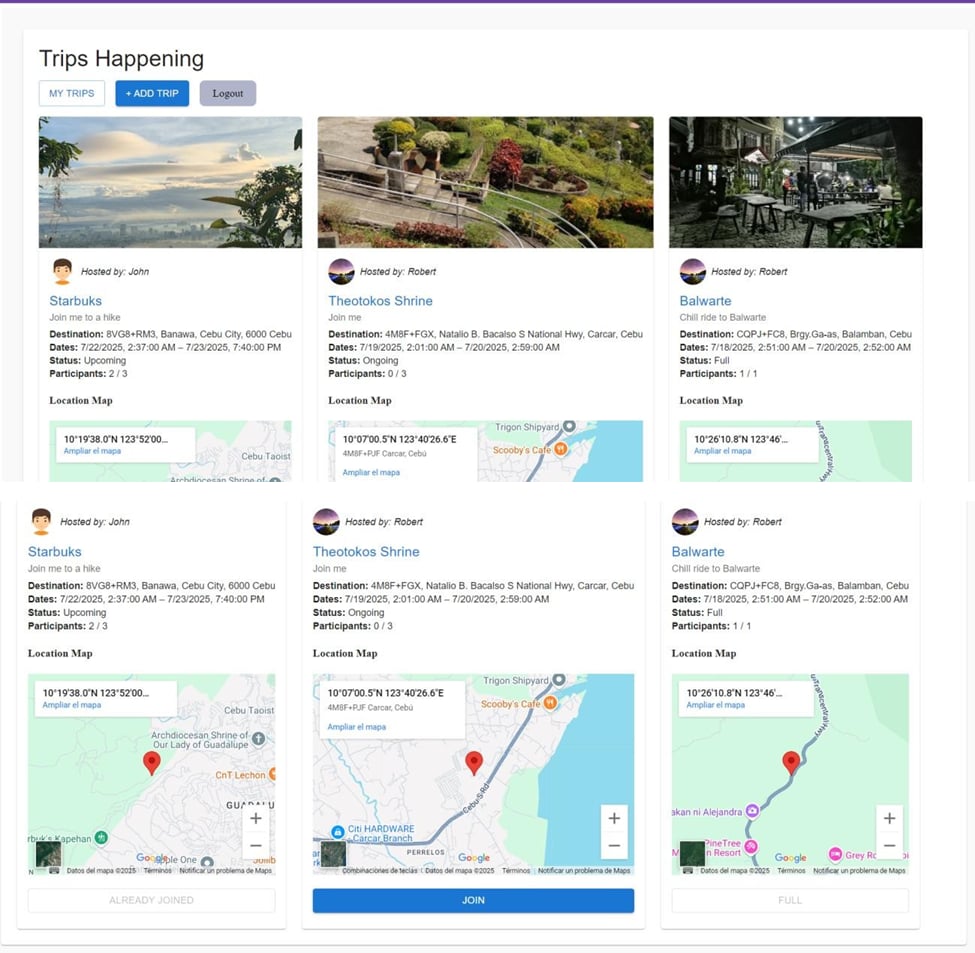 Trips Happening
MY TRIPS
+ ADD TRIP
Logout
Hosted by: John
Starbuks
Join me to a hike
Destination: 8VG8+RM3, Banawa, Cebu City, 6000 Cebu
Dates: 7/22/2025, 2:37:00 AM – 7/23/2025, 7:40:00 PM
Status: Upcoming
Participants: 2 / 3
Location Map
10°19'38.0"N 123°52'00...
Ampliar el mapa
Cebu Taoist
Archdiocesan Shrine of
Hosted by: Robert
Theotokos Shrine
Join me
Destination: 4M8F+FGX, Natalio B. Bacalso S National Hwy, Carcar, Cebu
Dates: 7/19/2025, 2:01:00 AM – 7/20/2025, 2:59:00 AM
Status: Ongoing
Participants: 0 / 3
Location Map
10°07'00.5"N 123°40'26.6"E
4M8F+PJF Carcar, Cebú
Ampliar el mapa
Trigon Shipyard
Scooby's Cafe
Hosted by: Robert
Balwarte
Chill ride to Balwarte
Destination: CQPJ+FC8, Brgy.Ga-as, Balamban, Cebu
Dates: 7/18/2025, 2:51:00 AM – 7/20/2025, 2:52:00 AM
Status: Full
Participants: 1 / 1
Location Map
10°26'10.8"N 123°46'...
Ampliar el mapa
Hosted by: John
Starbuks
Join me to a hike
Destination: 8VG8+RM3, Banawa, Cebu City, 6000 Cebu
Dates: 7/22/2025, 2:37:00 AM – 7/23/2025, 7:40:00 PM
Status: Upcoming
Participants: 2 / 3
Location Map
10°19'38.0"N 123°52'00...
Ampliar el mapa
Cebu Taoist
Archdiocesan Shrine of
Our Lady of Guadalupe
CnT Lechon
GUADALU
rbuk's Kapehan
Google
Datos del mapa ©2025
Términos
Notificar un problema de Maps
ALREADY JOINED
Hosted by: Robert
Theotokos Shrine
Join me
Destination: 4M8F+FGX, Natalio B. Bacalso S National Hwy, Carcar, Cebu
Dates: 7/19/2025, 2:01:00 AM – 7/20/2025, 2:59:00 AM
Status: Ongoing
Participants: 0 / 3
Location Map
10°07'00.5"N 123°40'26.6"E
4M8F+PJF Carcar, Cebú
Ampliar el mapa
Trigon Shipyard
Scooby's Cafe
Cebu S Rd
Citi HARDWARE
Carcar Branch
PERRELOS
Google
Combinaciones de teclas
Datos del mapa ©2025
Términos
Notificar un problema de Maps
JOIN
Hosted by: Robert
Balwarte
Chill ride to Balwarte
Destination: CQPJ+FC8, Brgy.Ga-as, Balamban, Cebu
Dates: 7/18/2025, 2:51:00 AM – 7/20/2025, 2:52:00 AM
Status: Full
Participants: 1 / 1
Location Map
10°26'10.8"N 123°46'...
Ampliar el mapa
akan ni Alejandra
PineTree
Resort
Google
Grey Ro
Datos del mapa ©2025
Términos
Notificar un problema de Maps
FULL